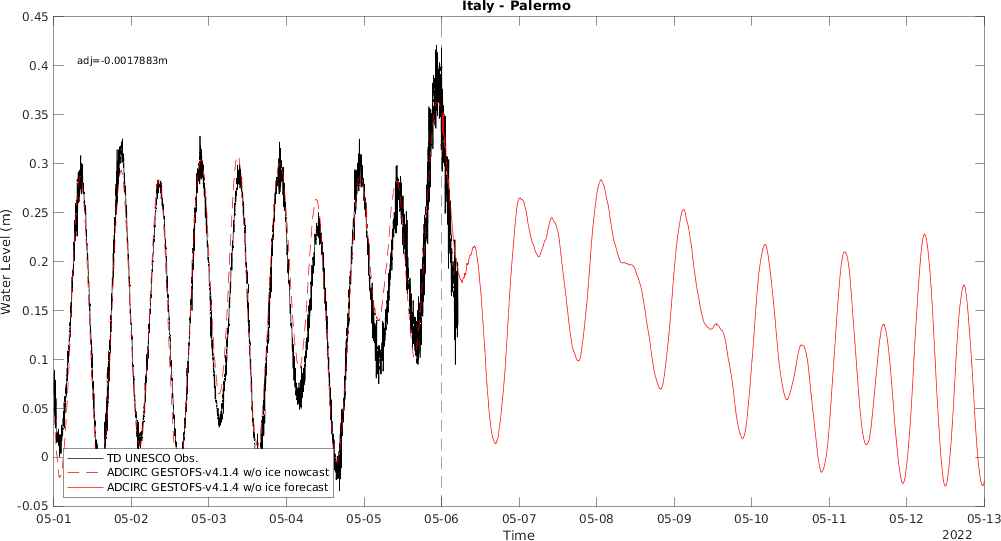 Italy - Palermo
0.45
0.4
0.35
0.3
0.25
0.2
0.15
0.1
0.05
0
-0.05
Water Level (m)
adj=-0.0017883m
TD UNESCO Obs.
ADCIRC GESTOFS-v4.1.4 w/o ice nowcast
ADCIRC GESTOFS-v4.1.4 w/o ice forecast
05-01 05-02 05-03 05-04 05-05 05-06 05-07 05-08 05-09 05-10 05-11 05-12 05-13
Time
2022